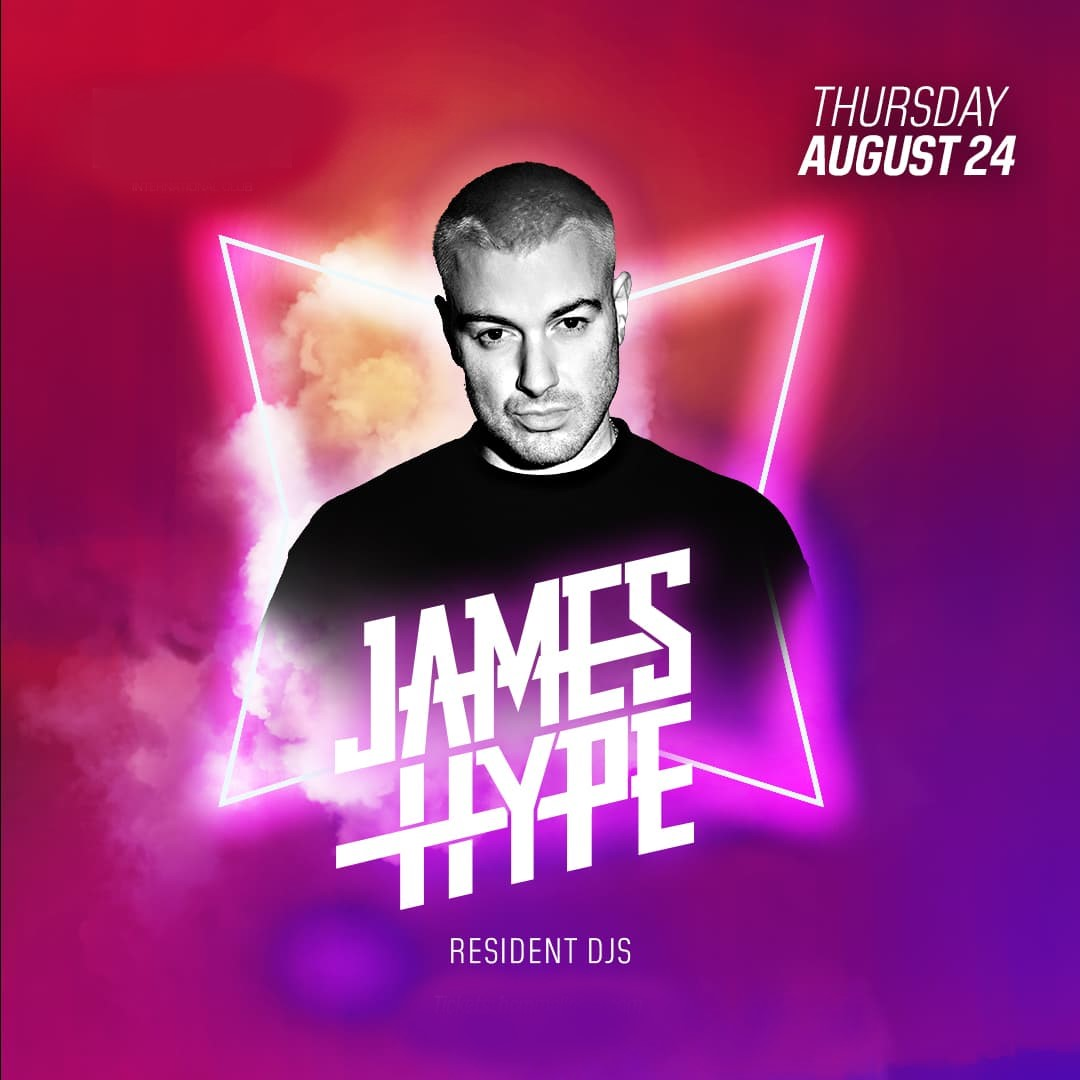 THURSDAY
AUGUST 24
JAMES
HYPE
RESIDENT DJS